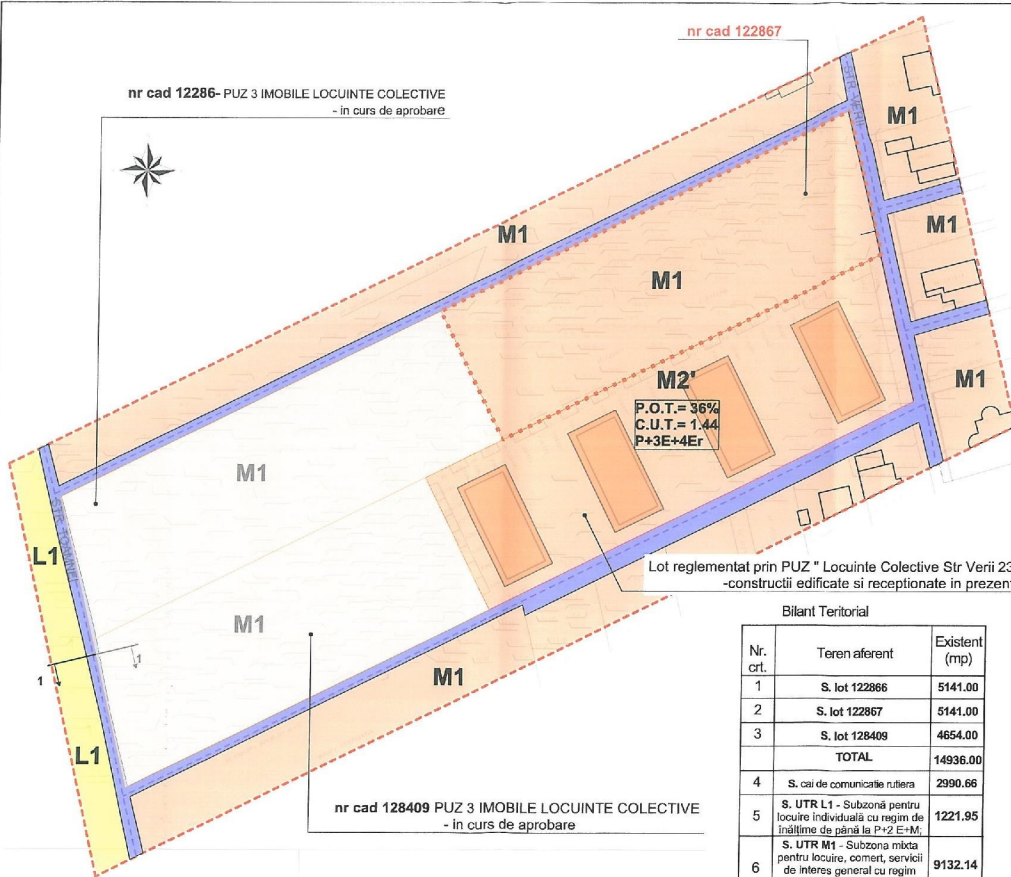 nr cad 122867
nr cad 12286- PUZ 3 IMOBILE LOCUINTE COLECTIVE
- in curs de aprobare
STR VERII
M1
M1
M1
M1
M2'
P.O.T.= 36%
C.U.T.= 1.44
P+3E+4Er
M1
M1
L1
M1
1
1
M1
L1
Lot reglementat prin PUZ " Locuinte Colective Str Verii 23
-constructii edificate si receptionate in prezent
nr cad 128409 PUZ 3 IMOBILE LOCUINTE COLECTIVE
- in curs de aprobare
Bilant Teritorial
Nr. crt. Teren aferent Existent (mp)
1 S. lot 122866 5141.00
2 S. lot 122867 5141.00
3 S. lot 128409 4654.00
TOTAL 14936.00
4 S. cai de comunicatie rutiera 2990.66
5 S. UTR L1 - Subzonă pentru
locuire individuală cu regim de
înălțime de până la P+2 E+M; 1221.95
6 S. UTR M1 - Subzona mixta
pentru locuire, comert, servicii
de interes general cu regim 9132.14